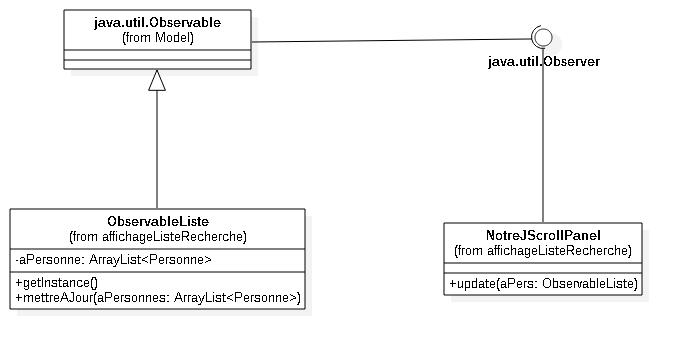 java.util.Observable
(from Model)
java.util.Observer
ObservableListe
(from affichageListeRecherche)
-aPersonne: ArrayList<Personne>
+getInstance()
+mettreAJour(aPersonnes: ArrayList<Personne>)
NotreJScrollPanel
(from affichageListeRecherche)
+update(aPers: ObservableListe)